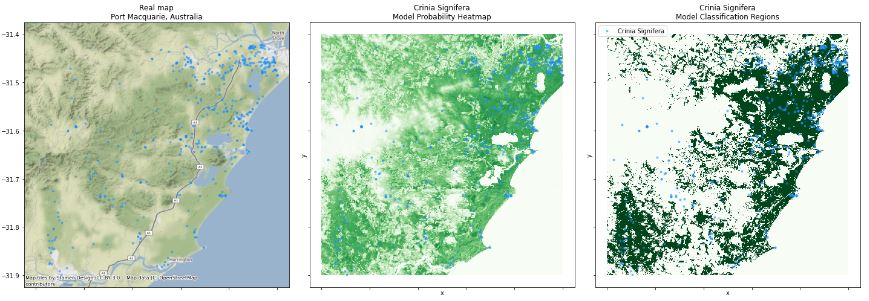 Real map
Port Macquarie, Australia
−31.4
−31.5
−31.6
−31.7
−31.8
−31.9
North
Shore
Map tiles by Stamen Design, CC BY 3.0 -- Map data (C) OpenStreetMap
contributors
Crinia Signifera
Model Probability Heatmap
y
x
Crinia Signifera
Model Classification Regions
Crinia Signifera
y
x